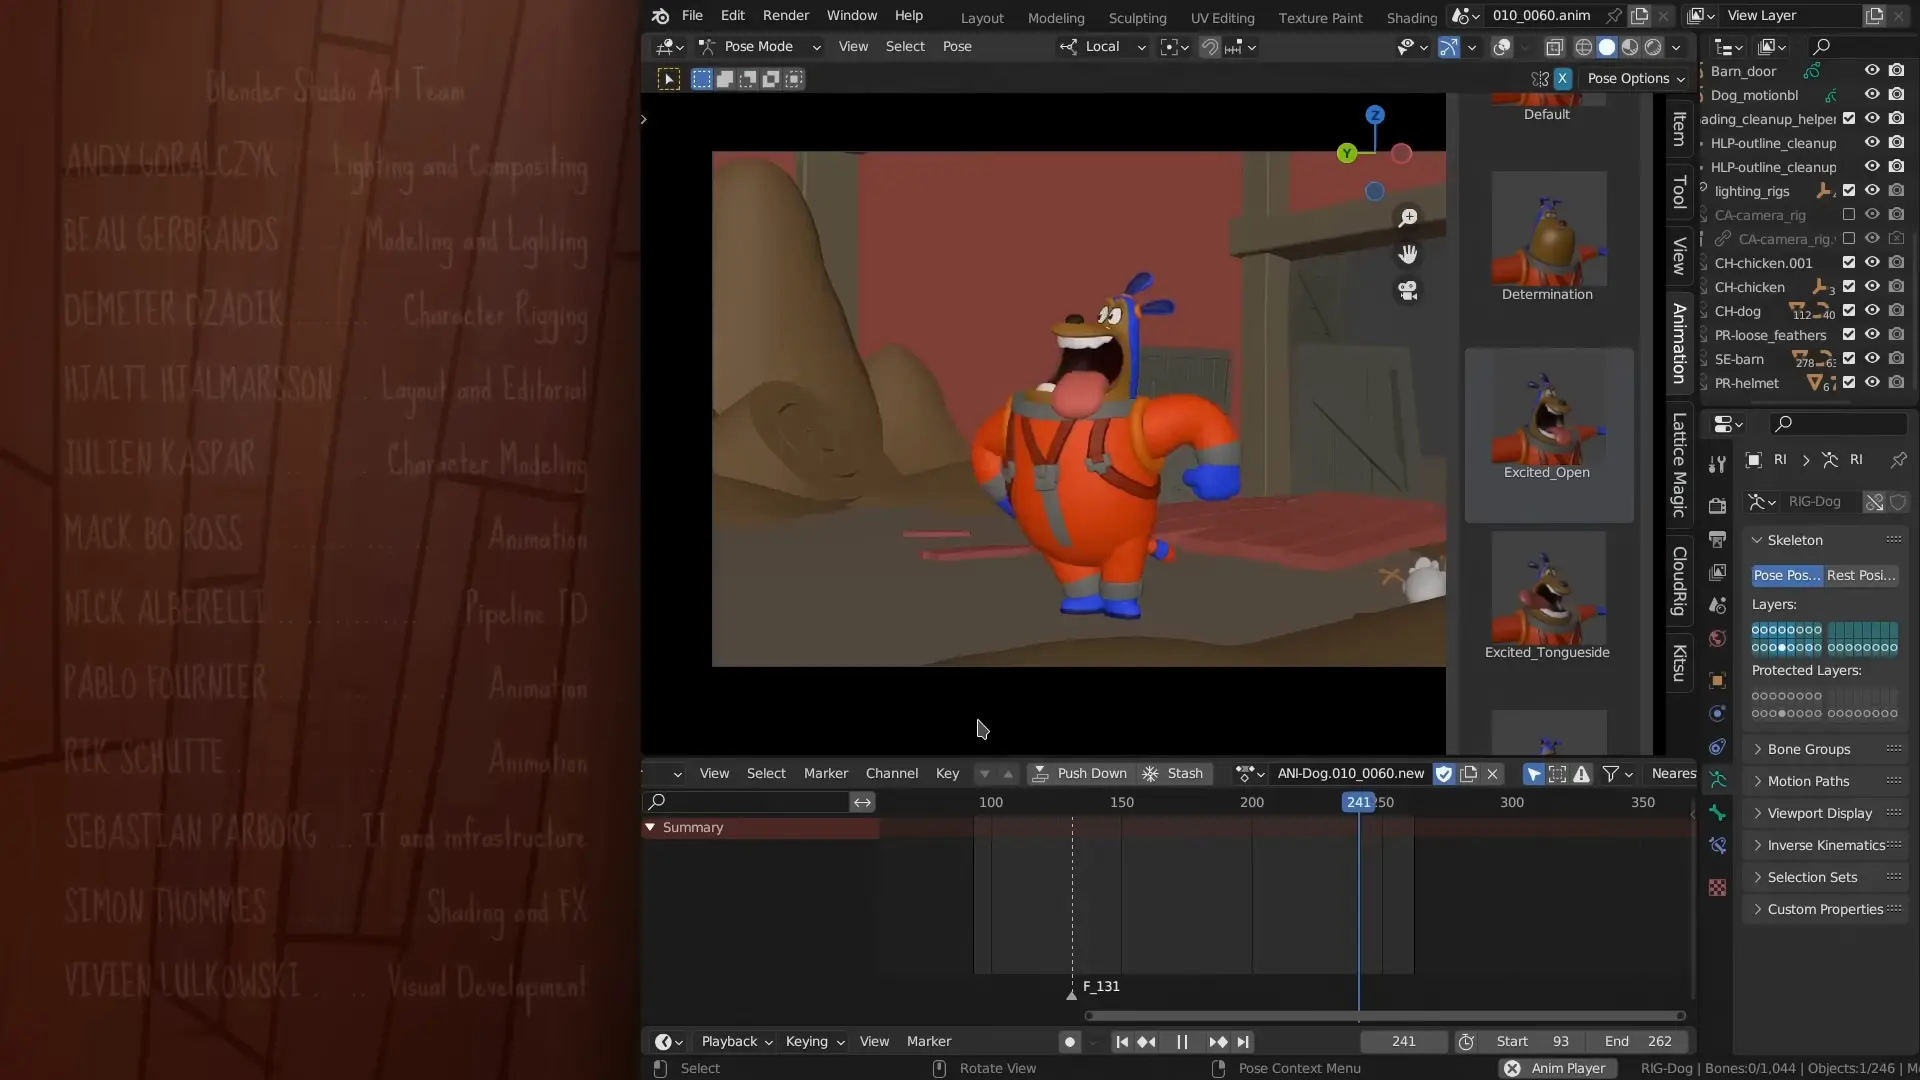 Blender Studio Art Team
ANDY GORALCZYK Lighting and Compositing
BEAU GERBRANDS Modeling and Lighting
DEMETER DZADIK Character Rigging
HJALTI HJALMARSSON Layout and Editorial
JULIEN KASPAR Character Modeling
MACK BO ROSS Animation
NICK ALBERELLI Pipeline TD
PABLO FOURNIER Animation
RIK SCHUTTE Animation
SEBASTIAN PARBORG IT and infrastructure
SIMON THOMMES Shading and FX
VIVIEN LULKOWSKI Visual Development
File Edit Render Window Help Layout Modeling Sculpting UV Editing Texture Paint Shading 010_0060.anim View Layer
Pose Mode View Select Pose Local
X Pose Options
Z
Y
Default
Determination
Excited_Open
Excited_Tongueside
Item
Tool
View
Animation
Lattice Magic
CloudRig
Kitsu
Barn_door
Dog_motionbl
ading_cleanup_helper
HLP-outline_cleanup
HLP-outline_cleanup
lighting_rigs
CA-camera_rig
CA-camera_rig.
CH-chicken.001
CH-chicken 3
CH-dog 112 40
PR-loose_feathers
SE-barn 278 63
PR-helmet 6
RI RI
RIG-Dog
Skeleton
Pose Pos... Rest Posi...
Layers:
Protected Layers:
Bone Groups
Motion Paths
Viewport Display
Inverse Kinematics
Selection Sets
Custom Properties
View Select Marker Channel Key Push Down Stash ANI-Dog.010_0060.new Neares
100 150 200 241 250 300 350
Summary
F_131
Playback Keying View Marker 241 Start 93 End 262
Select Rotate View Pose Context Menu Anim Player RIG-Dog | Bones:0/1,044 | Objects:1/246 | M